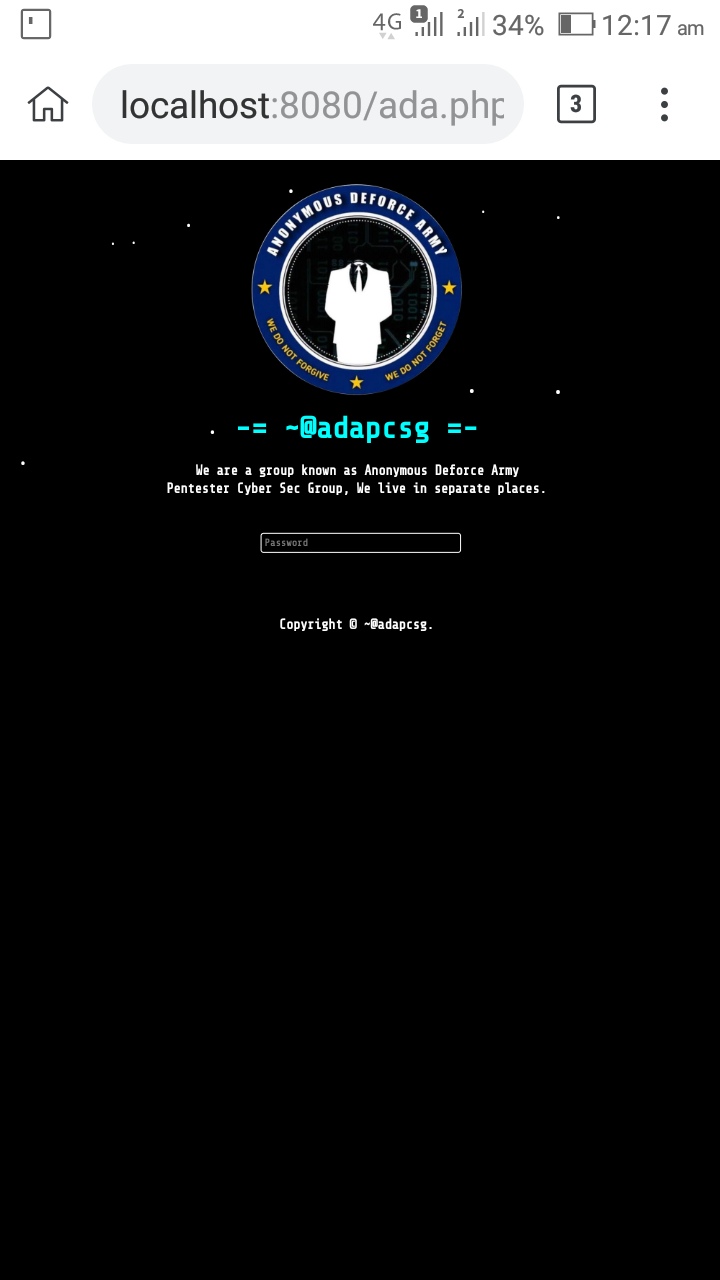 4G 1 2 34% 12:17 am
localhost:8080/ada.php
3
ANONYMOUS DEFORCE ARMY
WE DO NOT FORGIVE
WE DO NOT FORGET
-= ~@adapcsg =-
We are a group known as Anonymous Deforce Army
Pentester Cyber Sec Group, We live in separate places.
Password
Copyright © ~@adapcsg.